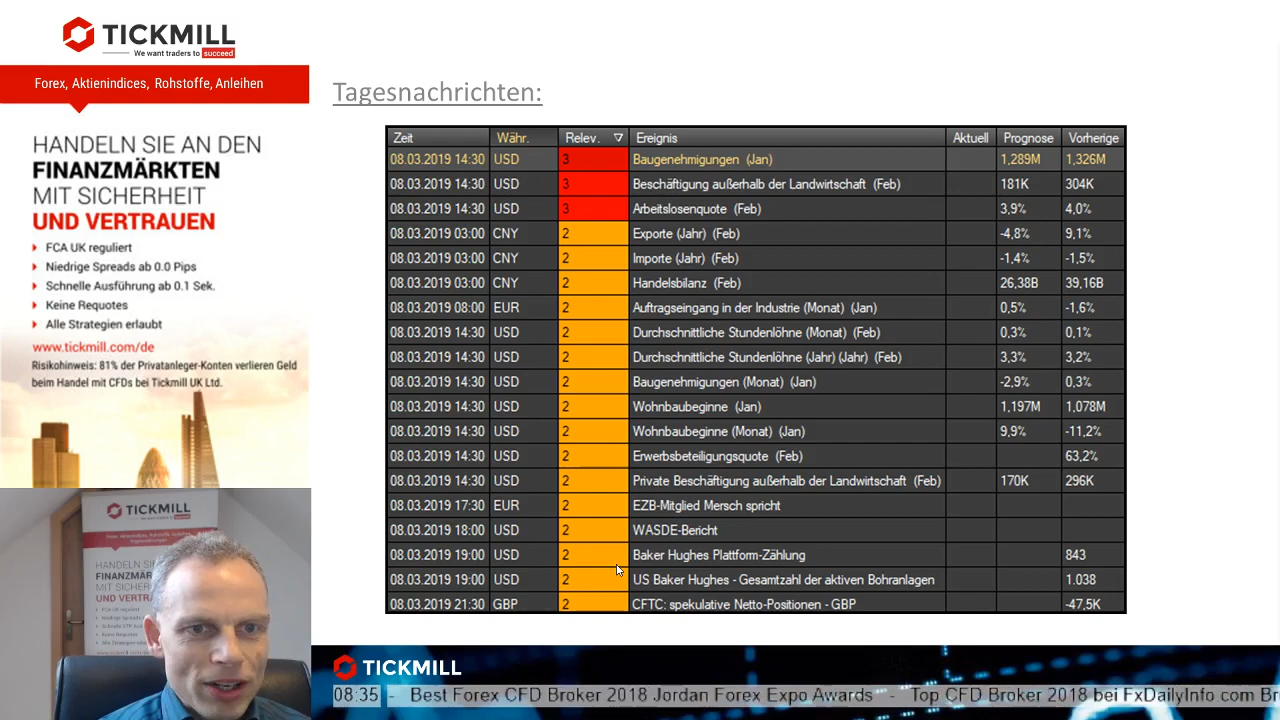 TICKMILL
We want traders to succeed
Forex, Aktienindices, Rohstoffe, Anleihen
HANDELN SIE AN DEN
FINANZMÄRKTEN
MIT SICHERHEIT
UND VERTRAUEN
FCA UK reguliert
Niedrige Spreads ab 0.0 Pips
Schnelle Ausführung ab 0.1 Sek.
Keine Requotes
Alle Strategien erlaubt
www.tickmill.com/de
Risikohinweis: 81% der Privatanleger-Konten verlieren Geld
beim Handel mit CFDs bei Tickmill UK Ltd.
TICKMILL
HANDELN SIE AN DEN
MIT SICHERHEIT
Tagesnachrichten:
Zeit Währ. Relev. Ereignis Aktuell Prognose Vorherige
08.03.2019 14:30 USD 3 Baugenehmigungen (Jan) 1,289M 1,326M
08.03.2019 14:30 USD 3 Beschäftigung außerhalb der Landwirtschaft (Feb) 181K 304K
08.03.2019 14:30 USD 3 Arbeitslosenquote (Feb) 3,9% 4,0%
08.03.2019 03:00 CNY 2 Exporte (Jahr) (Feb) -4,8% 9,1%
08.03.2019 03:00 CNY 2 Importe (Jahr) (Feb) -1,4% -1,5%
08.03.2019 03:00 CNY 2 Handelsbilanz (Feb) 26,38B 39,16B
08.03.2019 08:00 EUR 2 Auftragseingang in der Industrie (Monat) (Jan) 0,5% -1,6%
08.03.2019 14:30 USD 2 Durchschnittliche Stundenlöhne (Monat) (Feb) 0,3% 0,1%
08.03.2019 14:30 USD 2 Durchschnittliche Stundenlöhne (Jahr) (Jahr) (Feb) 3,3% 3,2%
08.03.2019 14:30 USD 2 Baugenehmigungen (Monat) (Jan) -2,9% 0,3%
08.03.2019 14:30 USD 2 Wohnbaubeginne (Jan) 1,197M 1,078M
08.03.2019 14:30 USD 2 Wohnbaubeginne (Monat) (Jan) 9,9% -11,2%
08.03.2019 14:30 USD 2 Erwerbsbeteiligungsquote (Feb) 63,2%
08.03.2019 14:30 USD 2 Private Beschäftigung außerhalb der Landwirtschaft (Feb) 170K 296K
08.03.2019 17:30 EUR 2 EZB-Mitglied Mersch spricht
08.03.2019 18:00 USD 2 WASDE-Bericht
08.03.2019 19:00 USD 2 Baker Hughes Plattform-Zählung 843
08.03.2019 19:00 USD 2 US Baker Hughes - Gesamtzahl der aktiven Bohranlagen 1.038
08.03.2019 21:30 GBP 2 CFTC: spekulative Netto-Positionen - GBP -47,5K
TICKMILL
08:35 - Best Forex CFD Broker 2018 Jordan Forex Expo Awards - Top CFD Broker 2018 bei FxDailyInfo.com Br